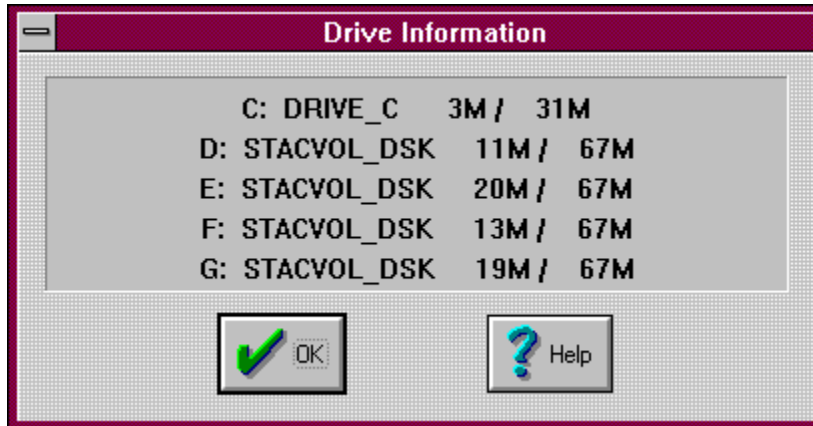 Drive Information
C: DRIVE_C 3M / 31M
D: STACVOL_DSK 11M / 67M
E: STACVOL_DSK 20M / 67M
F: STACVOL_DSK 13M / 67M
G: STACVOL_DSK 19M / 67M
OK Help